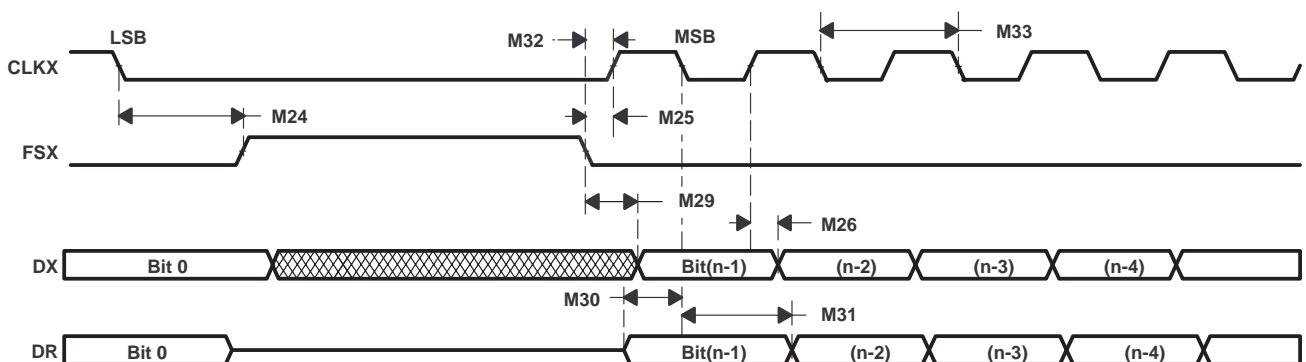 LSB M32 MSB M33
CLKX
M24 M25
FSX
M29
M26
DX Bit 0 Bit(n-1) (n-2) (n-3) (n-4)
M30 M31
DR Bit 0 Bit(n-1) (n-2) (n-3) (n-4)